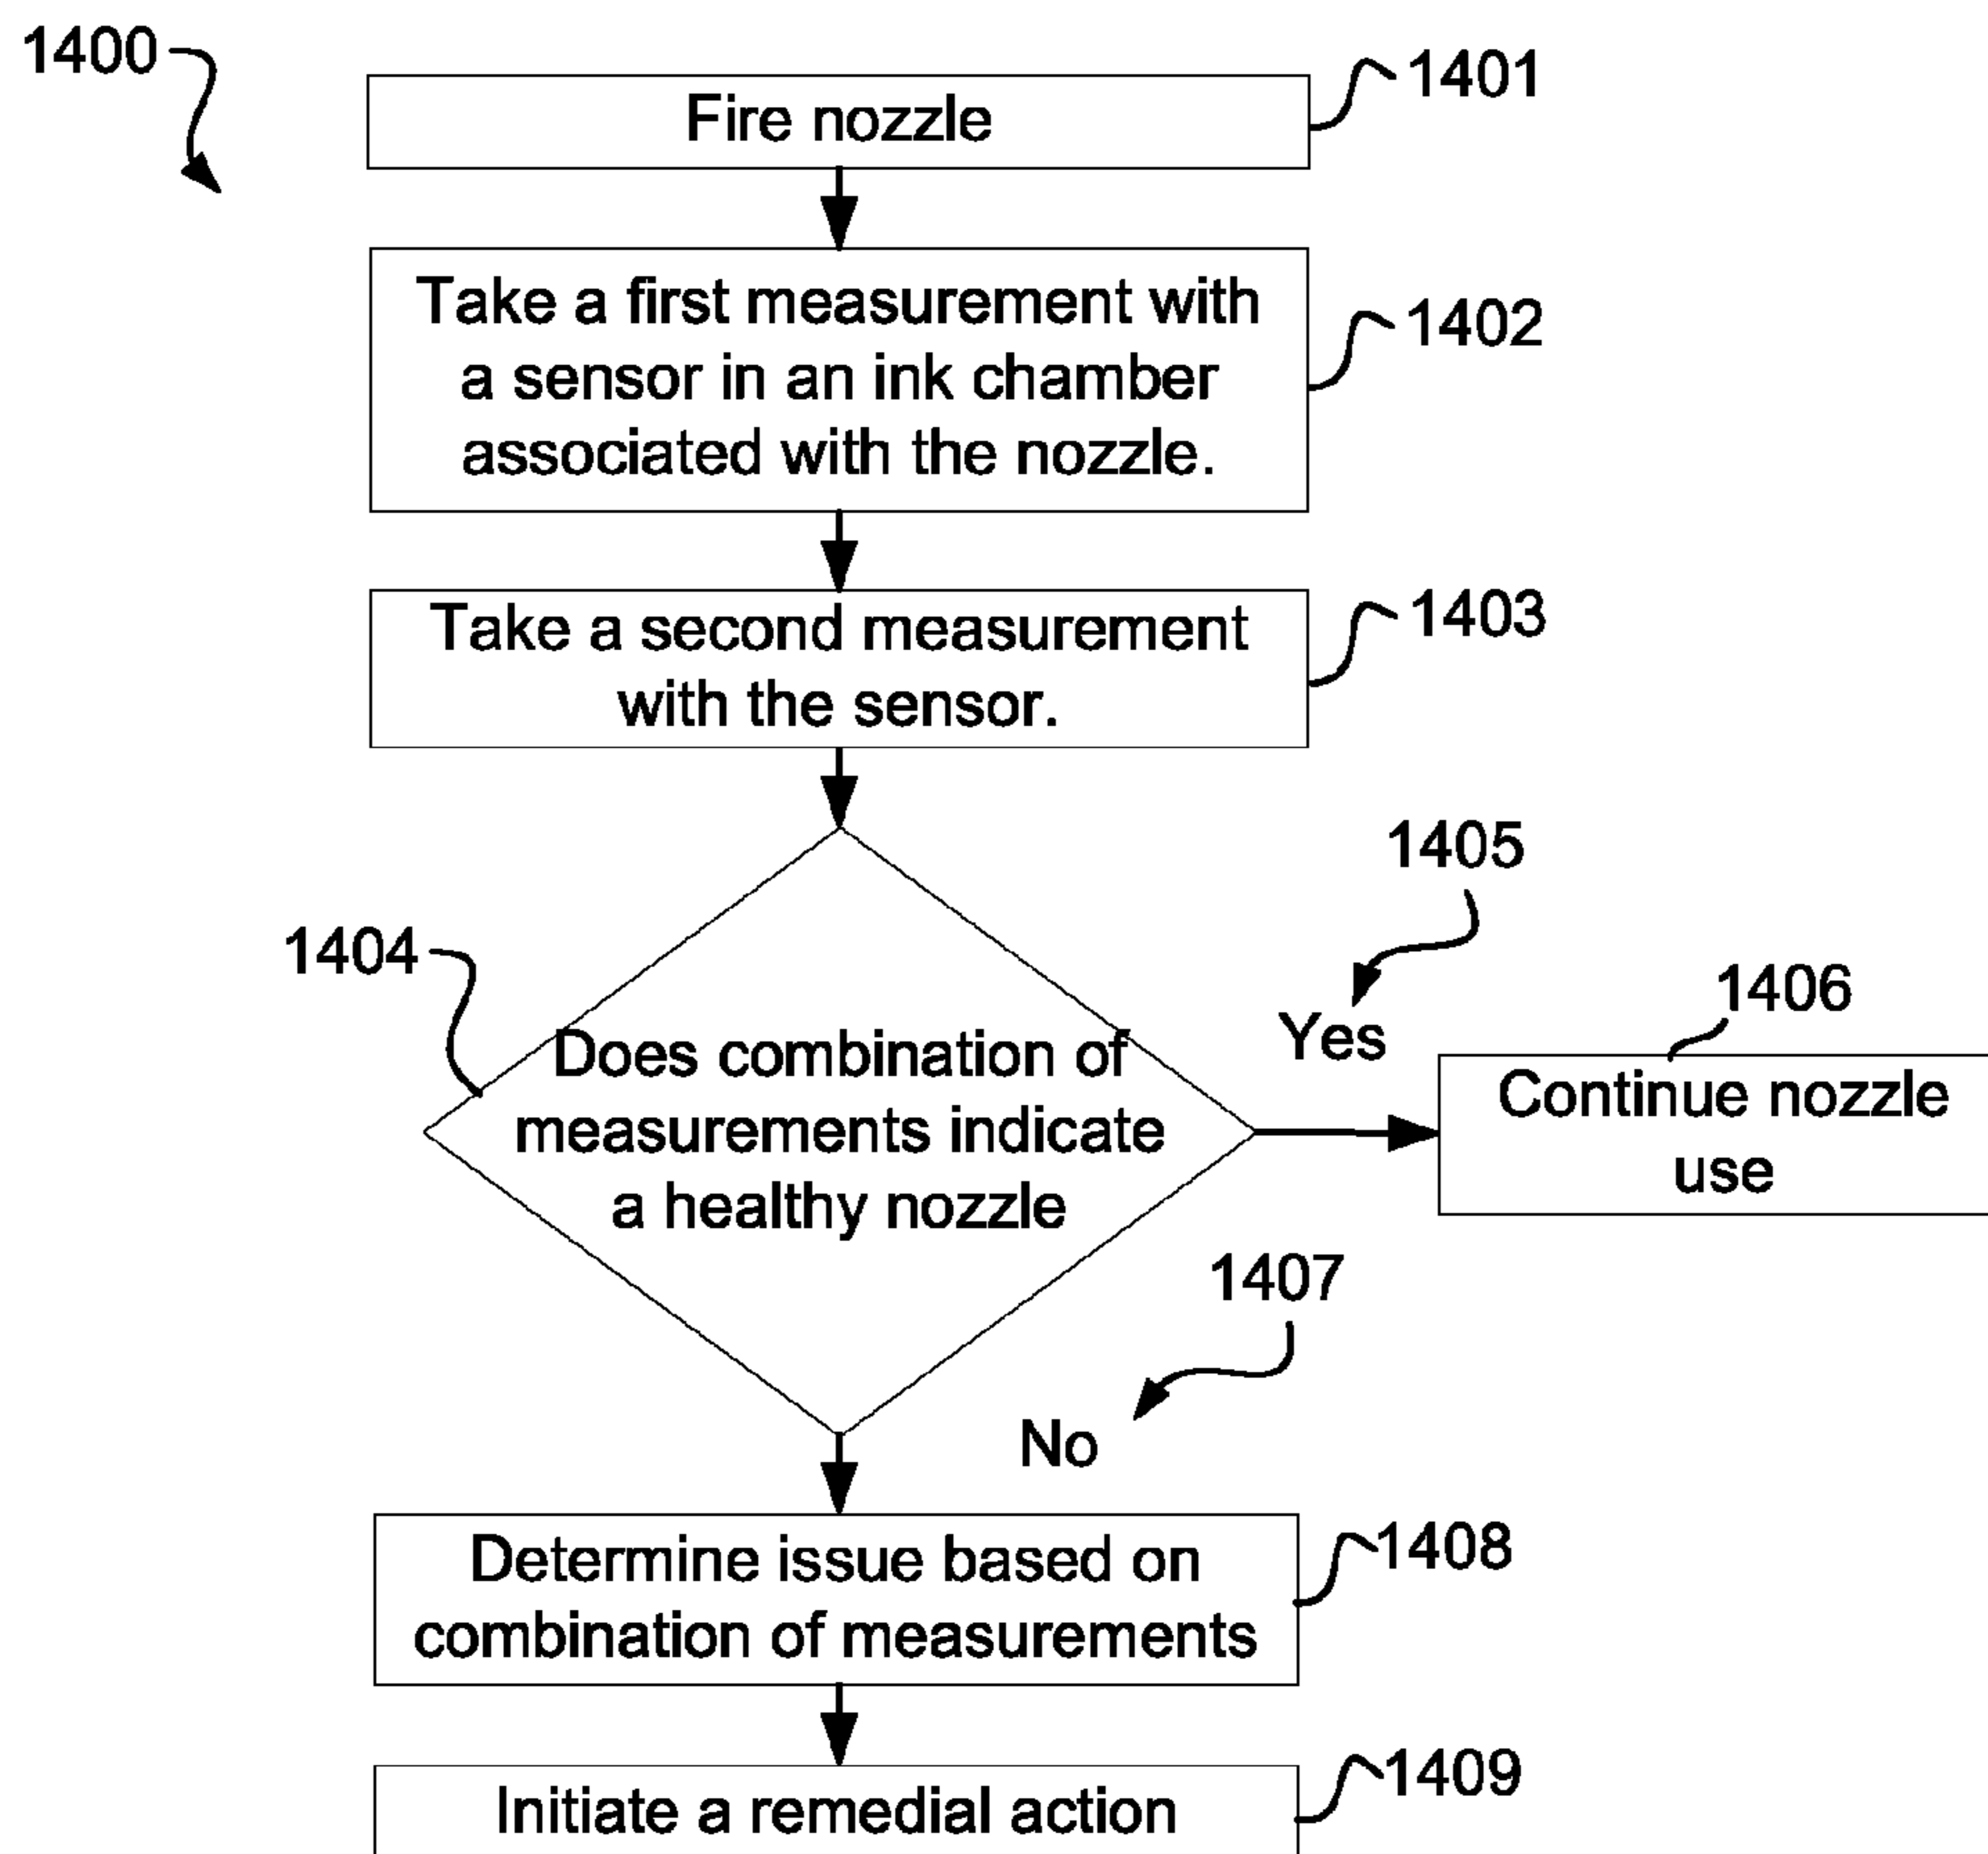 1400
Fire nozzle
1401
Take a first measurement with
a sensor in an ink chamber
associated with the nozzle.
1402
Take a second measurement
with the sensor.
1403
1404
Does combination of
measurements indicate
a healthy nozzle
1405
Yes
1406
Continue nozzle
use
1407
No
Determine issue based on
combination of measurements
1408
Initiate a remedial action
1409